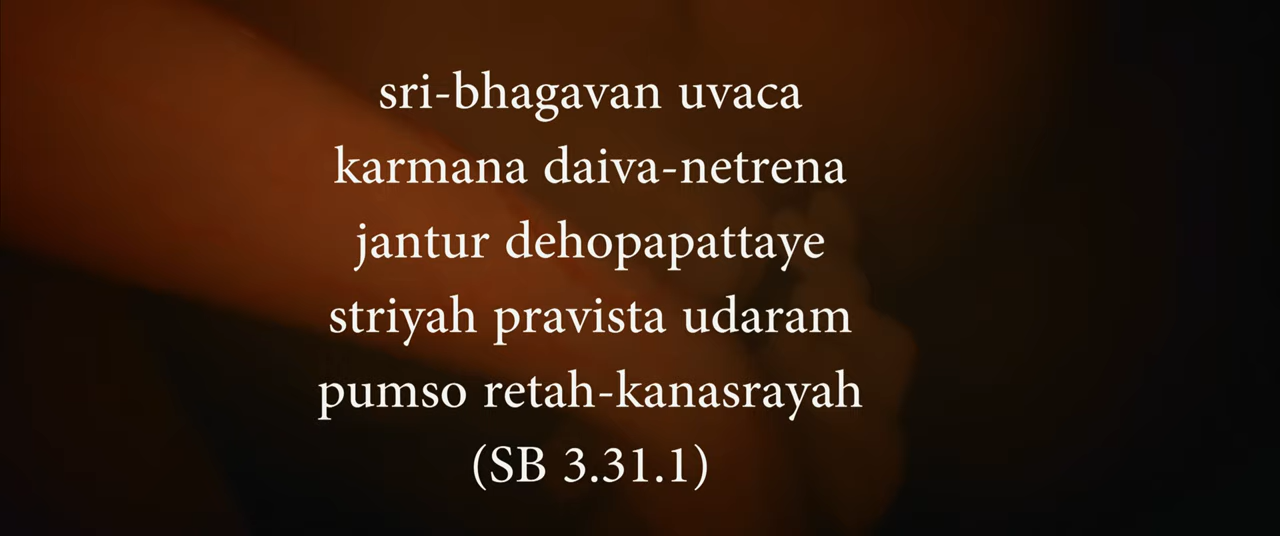 sri-bhagavan uvaca
karmana daiva-netrena
jantur dehopapattaye
striyah pravista udaram
pumso retah-kanasrayah
(SB 3.31.1)